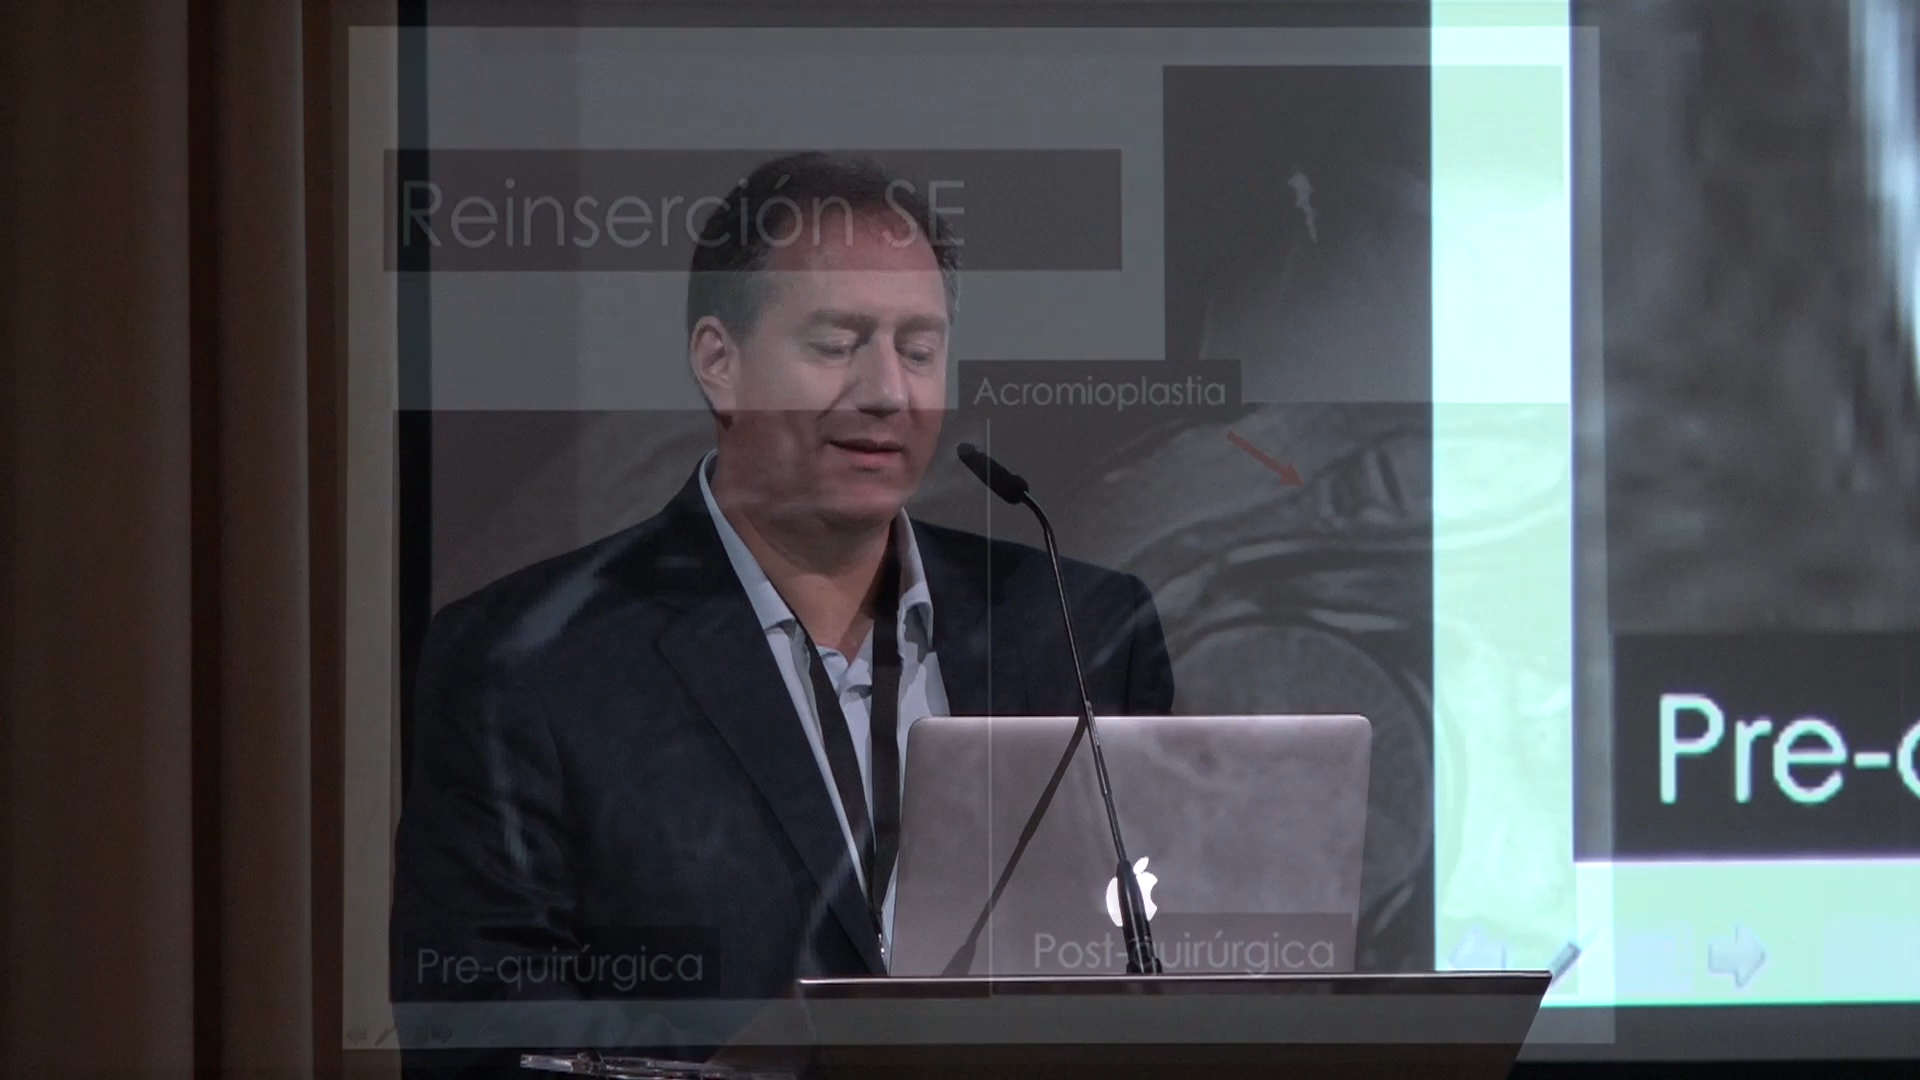 Reinserción SE
Acromioplastia
Pre-quirúrgica
Post-quirúrgica
Pre-